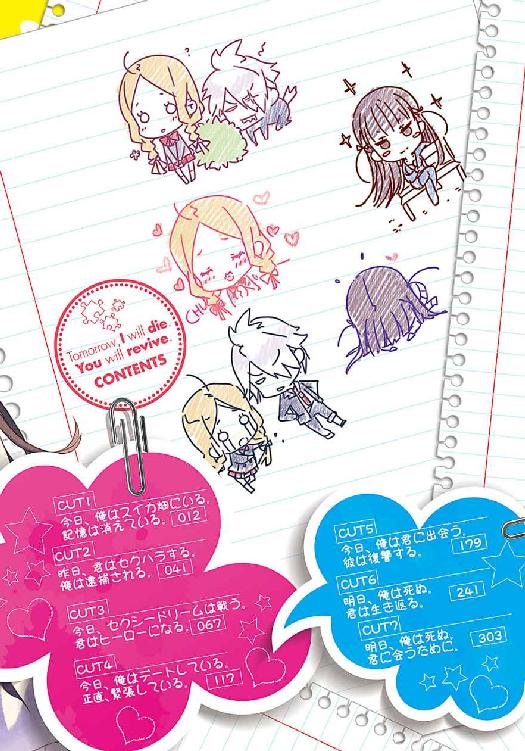 CHU
Tomorrow, I will die.
You will revive.
CONTENTS
CUT1
今日、俺はスイカ畑にいる。
記憶は消えている。 012
CUT2
昨日、君はセクハラする。
俺は逮捕される。 041
CUT3
今日、セクシードリームは歌う。
君はヒーローになる。 067
CUT4
今日、俺はデートしている。
正直、緊張している。 117
CUT5
今日、俺は君に出会う。
彼は復讐する。 179
CUT6
明日、俺は死ぬ。
君は生き返る。 241
CUT7
明日、俺は死ぬ。
君に会うために。 303